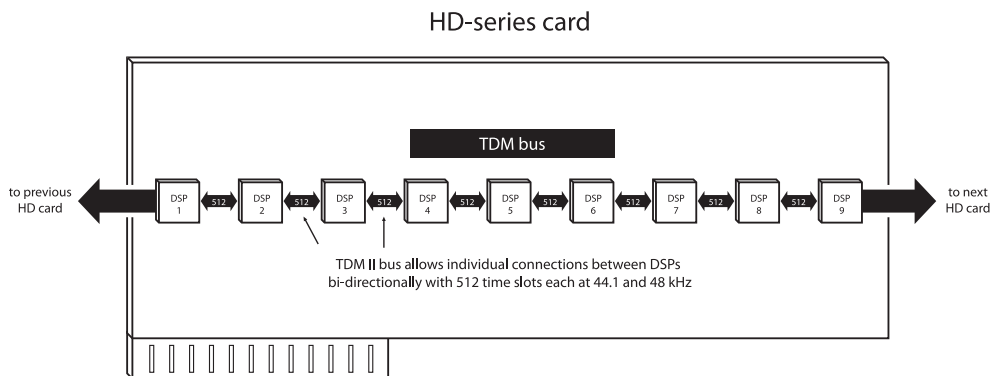 HD-series card
TDM bus
to previous
HD card
DSP
1
512
DSP
2
512
DSP
3
512
DSP
4
512
DSP
5
512
DSP
6
512
DSP
7
512
DSP
8
512
DSP
9
to next
HD card
TDM II bus allows individual connections between DSPs
bi-directionally with 512 time slots each at 44.1 and 48 kHz